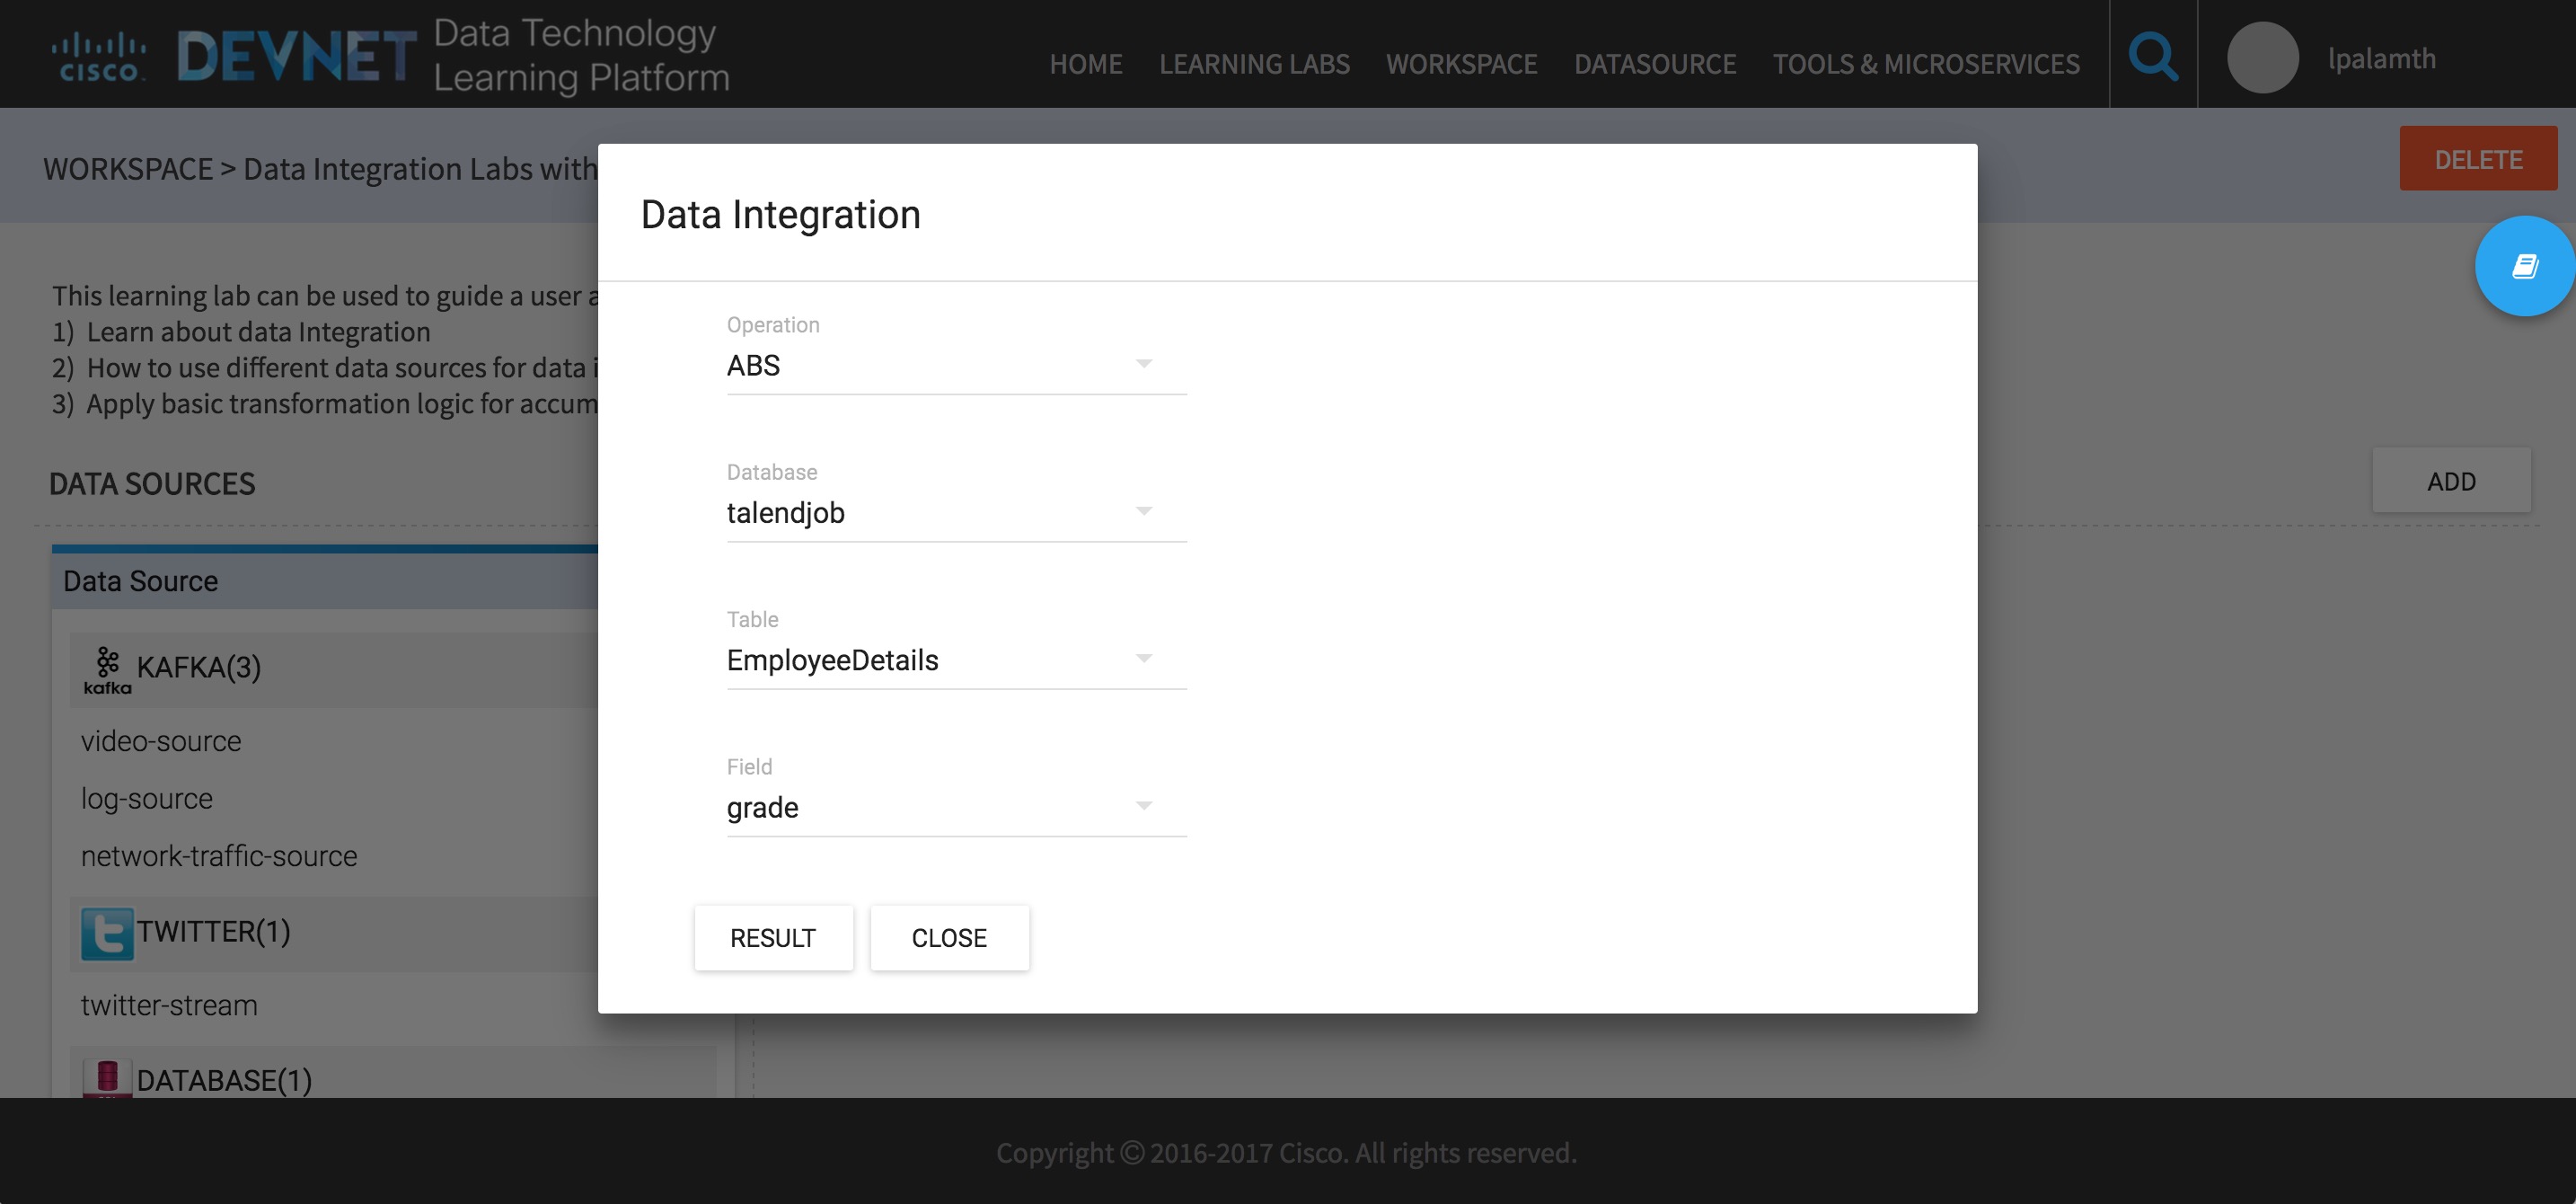 CISCO
DEVNET
Data Technology
Learning Platform
HOME LEARNING LABS WORKSPACE DATASOURCE TOOLS & MICROSERVICES
lpalamth
WORKSPACE > Data Integration Labs with
DELETE
Data Integration
This learning lab can be used to guide a user a
1) Learn about data Integration
2) How to use different data sources for data i
3) Apply basic transformation logic for accum
DATA SOURCES
ADD
Data Source
kafka
KAFKA(3)
video-source
log-source
network-traffic-source
TWITTER(1)
twitter-stream
DATABASE(1)
Operation
ABS
Database
talendjob
Table
EmployeeDetails
Field
grade
RESULT CLOSE
Copyright © 2016-2017 Cisco. All rights reserved.